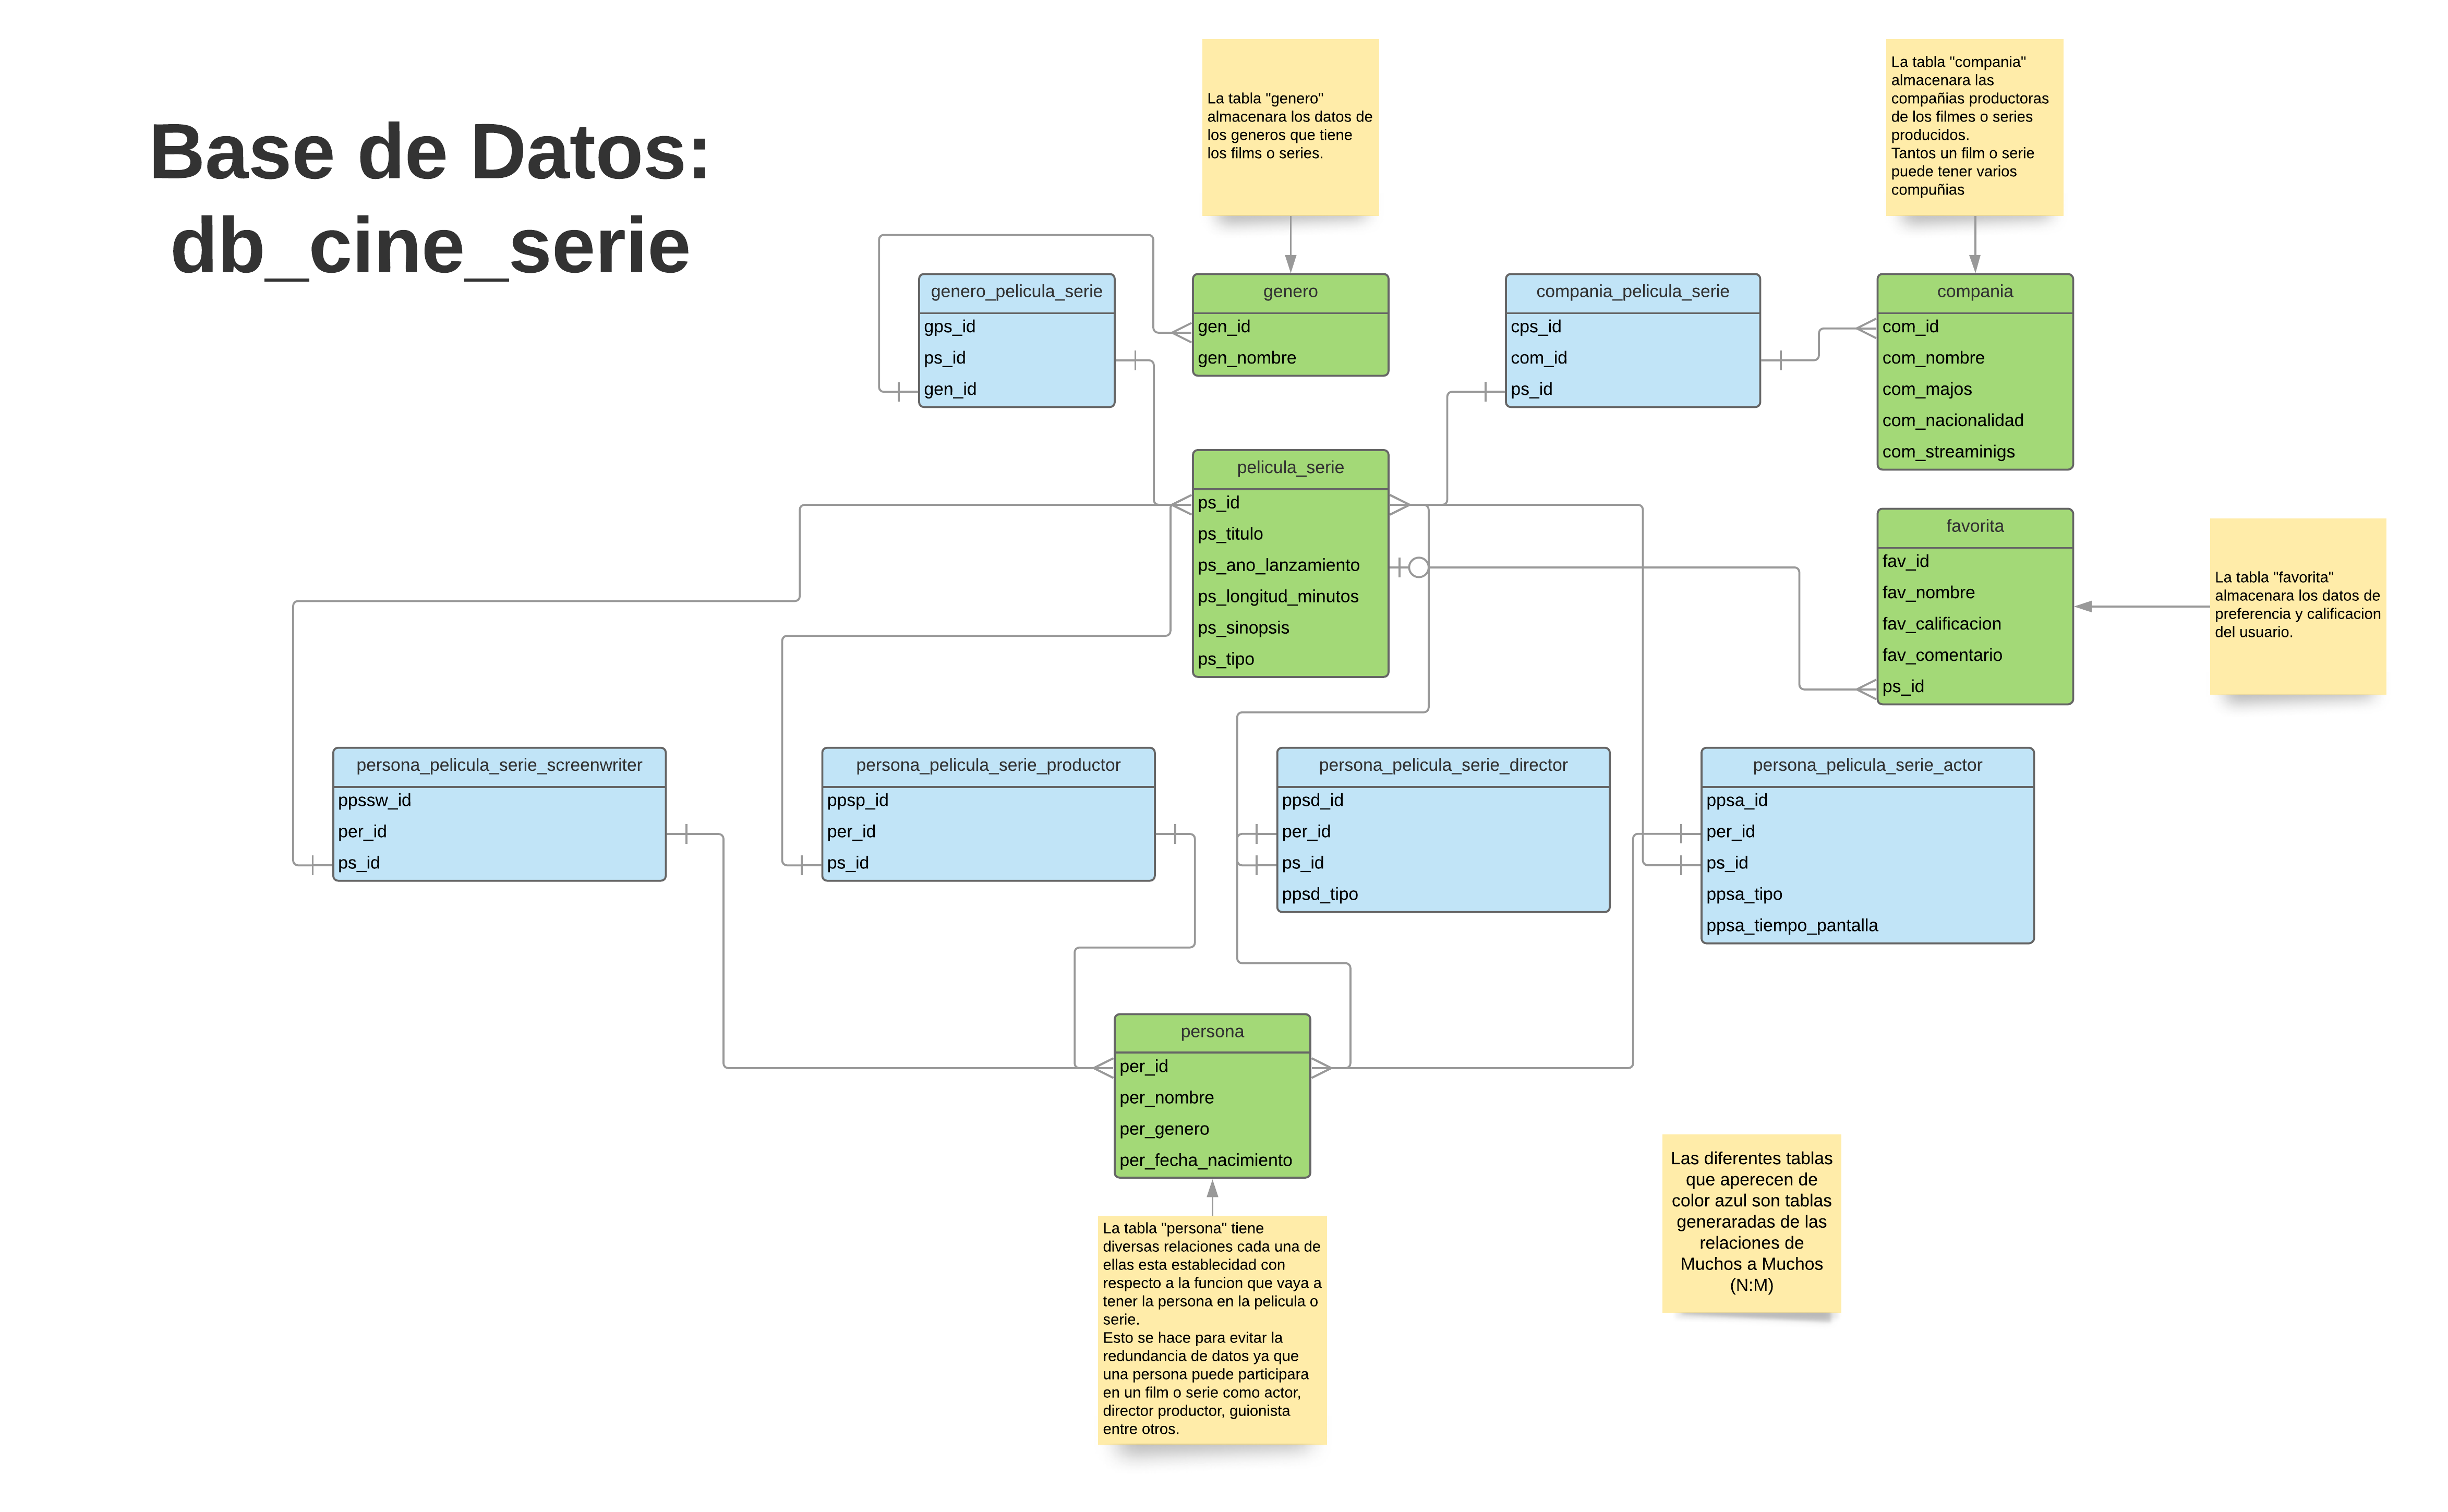 Base de Datos:
db_cine_serie
La tabla "genero"
almacenara los datos de
los generos que tiene
los films o series.
La tabla "compania"
almacenara las
compañias productoras
de los filmes o series
producidos.
Tantos un film o serie
puede tener varios
compuñias
genero_pelicula_serie
gps_id
ps_id
gen_id
genero
gen_id
gen_nombre
compania_pelicula_serie
cps_id
com_id
ps_id
compania
com_id
com_nombre
com_majos
com_nacionalidad
com_streaminigs
pelicula_serie
ps_id
ps_titulo
ps_ano_lanzamiento
ps_longitud_minutos
ps_sinopsis
ps_tipo
favorita
fav_id
fav_nombre
fav_calificacion
fav_comentario
ps_id
La tabla "favorita"
almacenara los datos de
preferencia y calificacion
del usuario.
persona_pelicula_serie_screenwriter
ppssw_id
per_id
ps_id
persona_pelicula_serie_productor
ppsp_id
per_id
ps_id
persona_pelicula_serie_director
ppsd_id
per_id
ps_id
ppsd_tipo
persona_pelicula_serie_actor
ppsa_id
per_id
ps_id
ppsa_tipo
ppsa_tiempo_pantalla
persona
per_id
per_nombre
per_genero
per_fecha_nacimiento
La tabla "persona" tiene
diversas relaciones cada una de
ellas esta establecidad con
respecto a la funcion que vaya a
tener la persona en la pelicula o
serie.
Esto se hace para evitar la
redundancia de datos ya que
una persona puede participara
en un film o serie como actor,
director productor, guionista
entre otros.
Las diferentes tablas
que aperecen de
color azul son tablas
generaradas de las
relaciones de
Muchos a Muchos
(N:M)